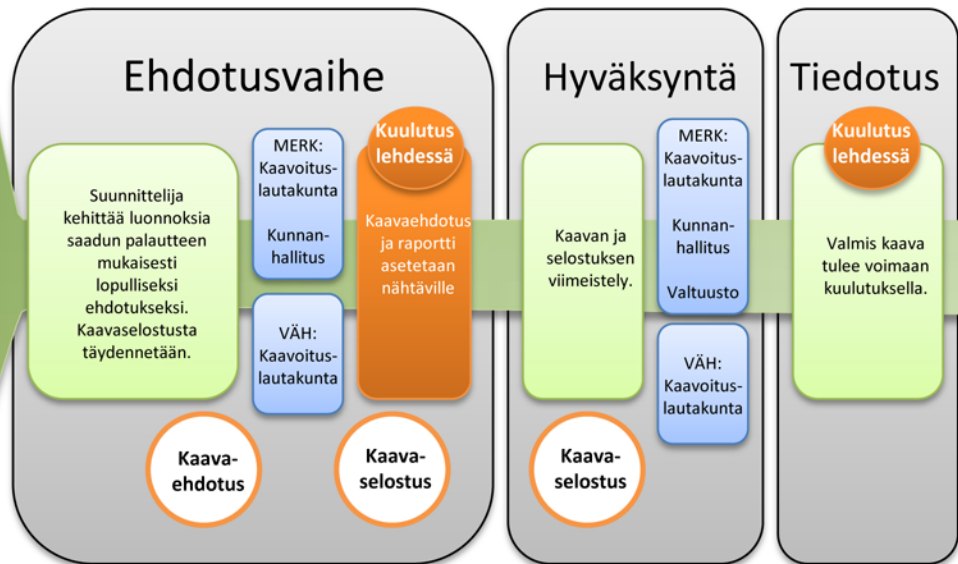 Ehdotusvaihe
Suunnittelija
kehittää luonnoksia
saadun palautteen
mukaisesti
lopulliseksi
ehdotukseksi.
Kaavaselostusta
täydennetään.
MERK:
Kaavoitus-
lautakunta
Kunnan-
hallitus
VÄH:
Kaavoitus-
lautakunta
Kuulutus
lehdessä
Kaavaehdotus
ja raportti
asetetaan
nähtäville
Kaava-
ehdotus
Kaava-
selostus
Hyväksyntä
Kaavan ja
selostuksen
viimeistely.
MERK:
Kaavoitus-
lautakunta
Kunnan-
hallitus
Valtuusto
VÄH:
Kaavoitus-
lautakunta
Kaava-
selostus
Tiedotus
Kuulutus
lehdessä
Valmis kaava
tulee voimaan
kuulutuksella.